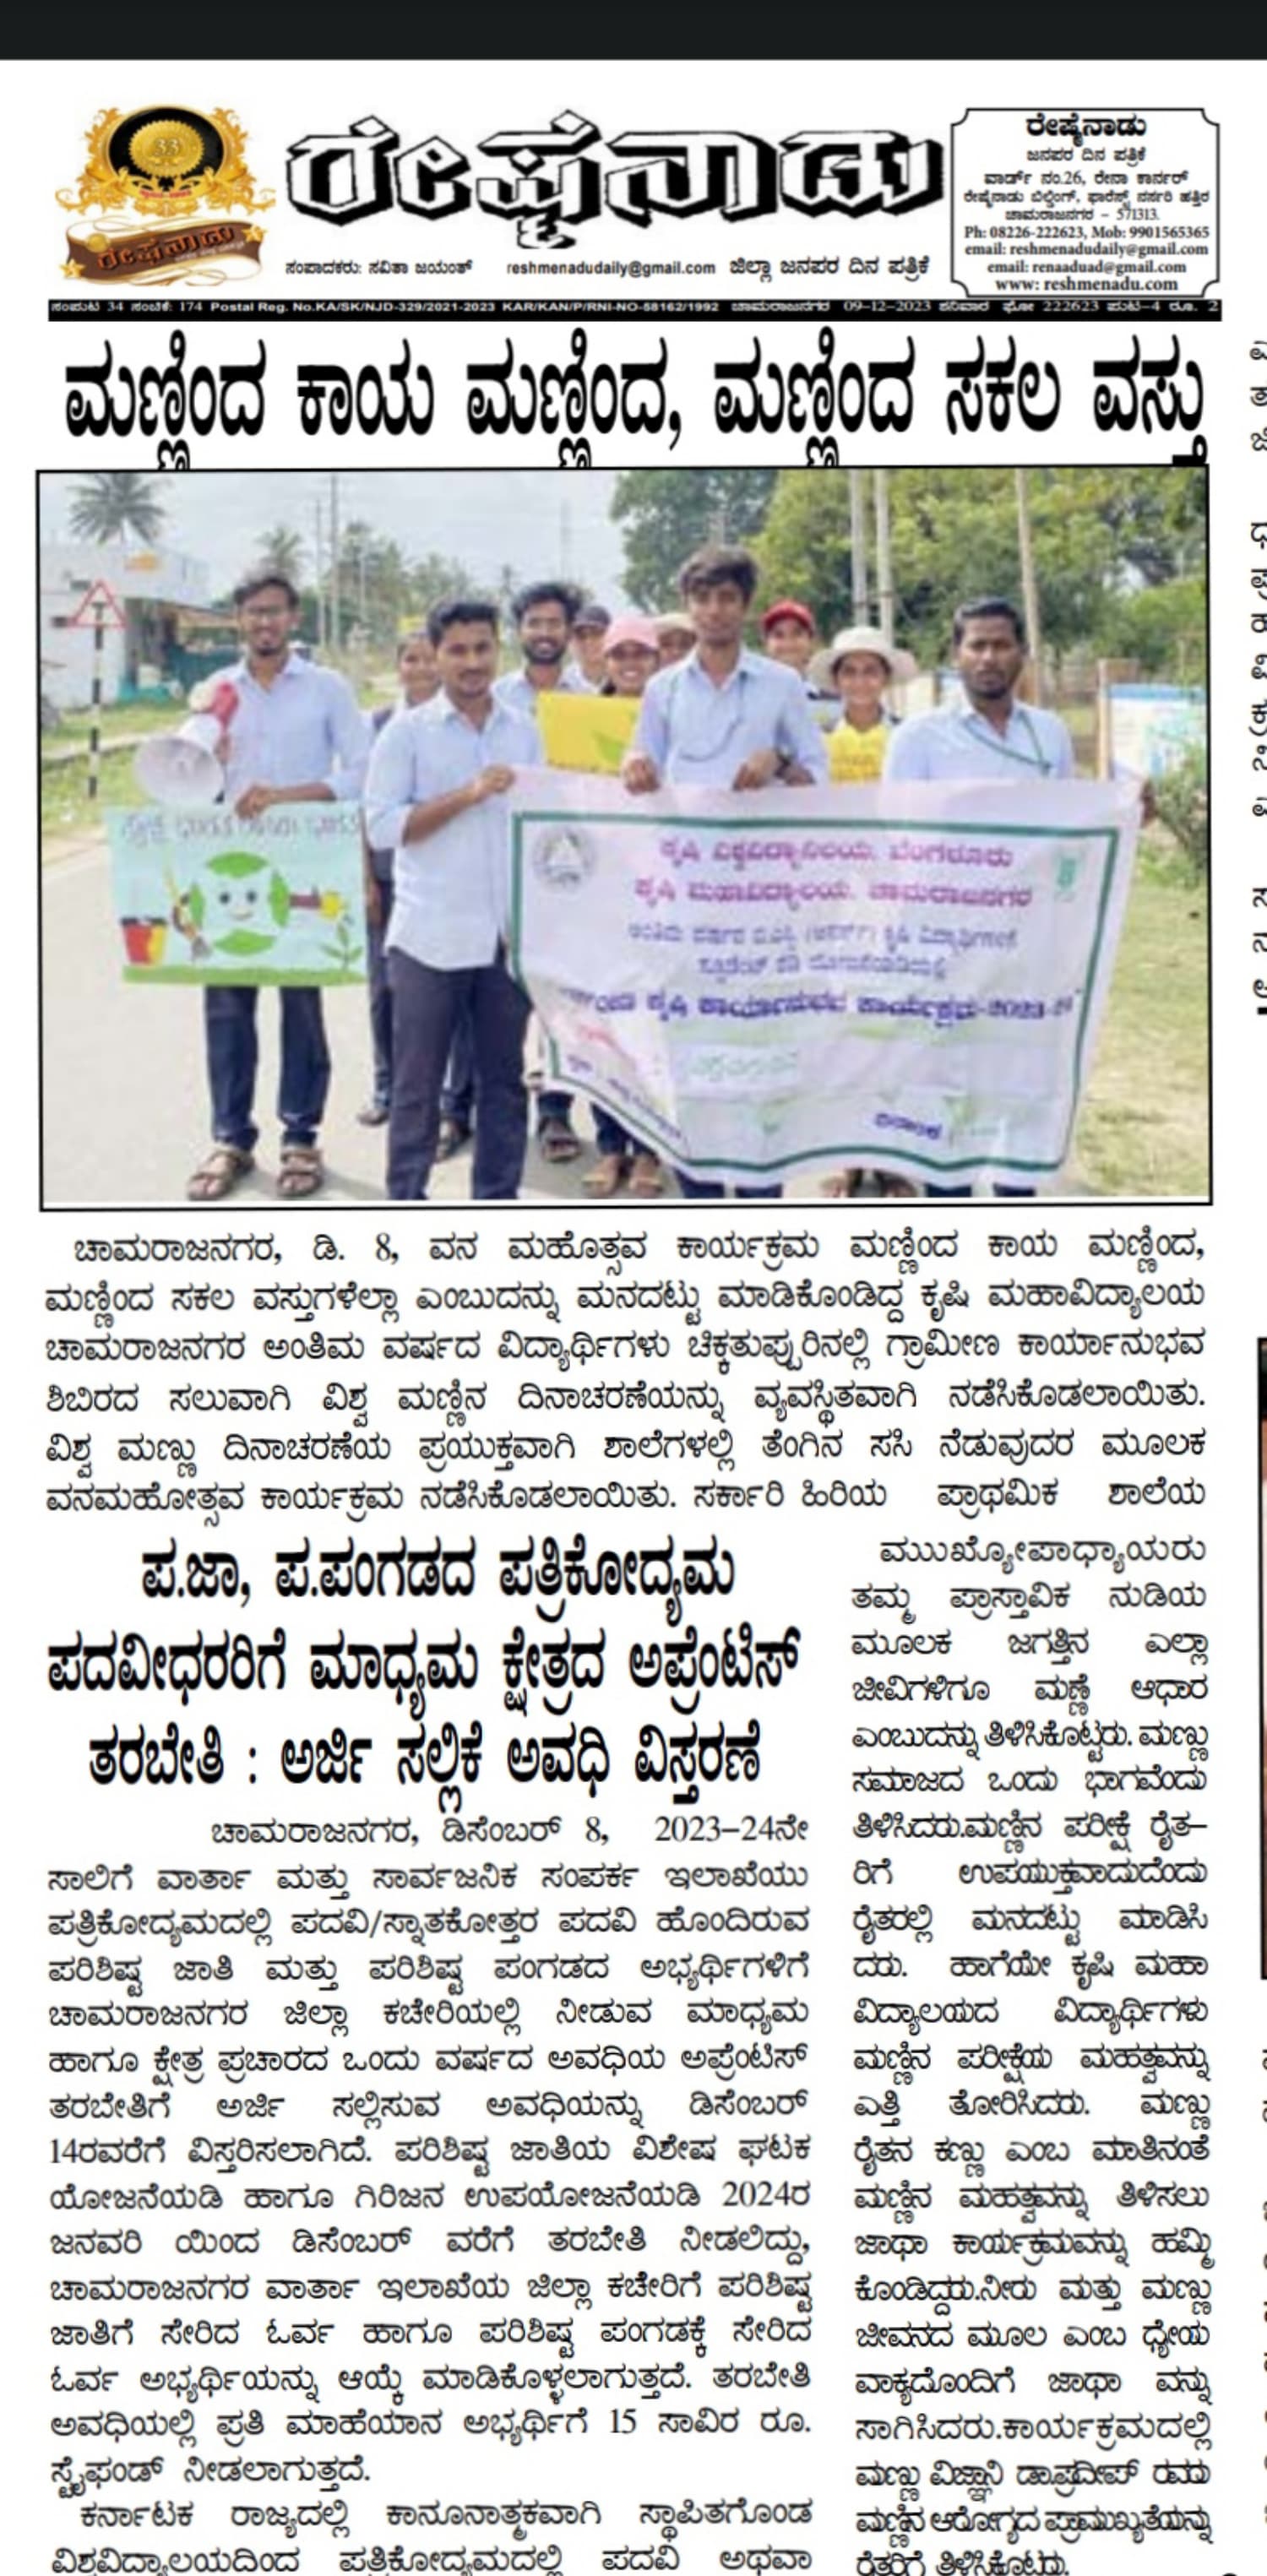 33
ರೇಷ್ಮೆನಾಡು
ರೇಷ್ಮೆನಾಡು
ಸಂಪಾದಕರು: ಸವಿತಾ ಜಯಂತ್ reshmenadudaily@gmail.com ಜಿಲ್ಲಾ ಜನಪರ ದಿನ ಪತ್ರಿಕೆ
ರೇಷ್ಮೆನಾಡು
ಜನಪರ ದಿನ ಪತ್ರಿಕೆ
ವಾರ್ಡ್ ನಂ.26, ರೇನಾ ಕಾರ್ನರ್
ರೇಷ್ಮೆನಾಡು ಬಿಲ್ಡಿಂಗ್, ಫಾರೆಸ್ಟ್ ನರ್ಸರಿ ಹತ್ತಿರ
ಚಾಮರಾಜನಗರ - 571313.
Ph: 08226-222623, Mob: 9901565365
email: reshmenadudaily@gmail.com
email: renaaduad@gmail.com
www: reshmenadu.com
ಸಂಪುಟ 34 ಸಂಚಿಕೆ: 174 Postal Reg. No.KA/SK/NJD-329/2021-2023 KAR/KAN/P/RNI-NO-58162/1992 ಚಾಮರಾಜನಗರ 09-12-2023 ಶನಿವಾರ ಫೋ 222623 ಪುಟ-4 ರೂ. 2
ಮಣ್ಣಿಂದ ಕಾಯ ಮಣ್ಣಿಂದ, ಮಣ್ಣಿಂದ ಸಕಲ ವಸ್ತು
ಕೃಷಿ ವಿಶ್ವವಿದ್ಯಾನಿಲಯ, ಬೆಂಗಳೂರು
ಕೃಷಿ ಮಹಾವಿದ್ಯಾಲಯ, ಚಾಮರಾಜನಗರ
ಕೃಷಿ ಕಾರ್ಯಾನುಭವ ಕಾರ್ಯಕ್ರಮ-2023
ದಿನಾಂಕ
ಚಾಮರಾಜನಗರ, ಡಿ. 8, ವನ ಮಹೊತ್ಸವ ಕಾರ್ಯಕ್ರಮ ಮಣ್ಣಿಂದ ಕಾಯ ಮಣ್ಣಿಂದ,
ಮಣ್ಣಿಂದ ಸಕಲ ವಸ್ತುಗಳೆಲ್ಲಾ ಎಂಬುದನ್ನು ಮನದಟ್ಟು ಮಾಡಿಕೊಂಡಿದ್ದ ಕೃಷಿ ಮಹಾವಿದ್ಯಾಲಯ
ಚಾಮರಾಜನಗರ ಅಂತಿಮ ವರ್ಷದ ವಿದ್ಯಾರ್ಥಿಗಳು ಚಿಕ್ಕತುಪ್ಪುರಿನಲ್ಲಿ ಗ್ರಾಮೀಣ ಕಾರ್ಯಾನುಭವ
ಶಿಬಿರದ ಸಲುವಾಗಿ ವಿಶ್ವ ಮಣ್ಣಿನ ದಿನಾಚರಣೆಯನ್ನು ವ್ಯವಸ್ಥಿತವಾಗಿ ನಡೆಸಿಕೊಡಲಾಯಿತು.
ವಿಶ್ವ ಮಣ್ಣು ದಿನಾಚರಣೆಯ ಪ್ರಯುಕ್ತವಾಗಿ ಶಾಲೆಗಳಲ್ಲಿ ತೆಂಗಿನ ಸಸಿ ನೆಡುವುದರ ಮೂಲಕ
ವನಮಹೋತ್ಸವ ಕಾರ್ಯಕ್ರಮ ನಡೆಸಿಕೊಡಲಾಯಿತು. ಸರ್ಕಾರಿ ಹಿರಿಯ ಪ್ರಾಥಮಿಕ ಶಾಲೆಯ
ಮುಖ್ಯೋಪಾಧ್ಯಾಯರು
ತಮ್ಮ ಪ್ರಾಸ್ತಾವಿಕ ನುಡಿಯ
ಮೂಲಕ ಜಗತ್ತಿನ ಎಲ್ಲಾ
ಜೀವಿಗಳಿಗೂ ಮಣ್ಣೆ ಆಧಾರ
ಎಂಬುದನ್ನು ತಿಳಿಸಿಕೊಟ್ಟರು. ಮಣ್ಣು
ಸಮಾಜದ ಒಂದು ಭಾಗವೆಂದು
ತಿಳಿಸಿದರು.ಮಣ್ಣಿನ ಪರೀಕ್ಷೆ ರೈತ-
ರಿಗೆ ಉಪಯುಕ್ತವಾದುದೆಂದು
ರೈತರಲ್ಲಿ ಮನದಟ್ಟು ಮಾಡಿಸಿ
ದರು. ಹಾಗೆಯೇ ಕೃಷಿ ಮಹಾ
ವಿದ್ಯಾಲಯದ ವಿದ್ಯಾರ್ಥಿಗಳು
ಮಣ್ಣಿನ ಪರೀಕ್ಷೆಯ ಮಹತ್ವವನ್ನು
ಎತ್ತಿ ತೋರಿಸಿದರು. ಮಣ್ಣು
ರೈತನ ಕಣ್ಣು ಎಂಬ ಮಾತಿನಂತೆ
ಮಣ್ಣಿನ ಮಹತ್ವವನ್ನು ತಿಳಿಸಲು
ಜಾಥಾ ಕಾರ್ಯಕ್ರಮವನ್ನು ಹಮ್ಮಿ
ಕೊಂಡಿದ್ದರು.ನೀರು ಮತ್ತು ಮಣ್ಣು
ಜೀವನದ ಮೂಲ ಎಂಬ ಧ್ಯೇಯ
ವಾಕ್ಯದೊಂದಿಗೆ ಜಾಥಾ ವನ್ನು
ಸಾಗಿಸಿದರು.ಕಾರ್ಯಕ್ರಮದಲ್ಲಿ
ಮಣ್ಣು ವಿಜ್ಞಾನಿ ಡಾ.ಪ್ರದೀಪ್ ರವರು
ಮಣ್ಣಿನ ಆರೋಗ್ಯದ ಪ್ರಾಮುಖ್ಯತೆಯನ್ನು
ರೈತರಿಗೆ ತಿಳಿಸಿಕೊಟ್ಟರು.
ಪ.ಜಾ, ಪ.ಪಂಗಡದ ಪತ್ರಿಕೋದ್ಯಮ
ಪದವೀಧರರಿಗೆ ಮಾಧ್ಯಮ ಕ್ಷೇತ್ರದ ಅಪ್ರೆಂಟಿಸ್
ತರಬೇತಿ : ಅರ್ಜಿ ಸಲ್ಲಿಕೆ ಅವಧಿ ವಿಸ್ತರಣೆ
ಚಾಮರಾಜನಗರ, ಡಿಸೆಂಬರ್ 8, 2023-24ನೇ
ಸಾಲಿಗೆ ವಾರ್ತಾ ಮತ್ತು ಸಾರ್ವಜನಿಕ ಸಂಪರ್ಕ ಇಲಾಖೆಯು
ಪತ್ರಿಕೋದ್ಯಮದಲ್ಲಿ ಪದವಿ/ಸ್ನಾತಕೋತ್ತರ ಪದವಿ ಹೊಂದಿರುವ
ಪರಿಶಿಷ್ಟ ಜಾತಿ ಮತ್ತು ಪರಿಶಿಷ್ಟ ಪಂಗಡದ ಅಭ್ಯರ್ಥಿಗಳಿಗೆ
ಚಾಮರಾಜನಗರ ಜಿಲ್ಲಾ ಕಚೇರಿಯಲ್ಲಿ ನೀಡುವ ಮಾಧ್ಯಮ
ಹಾಗೂ ಕ್ಷೇತ್ರ ಪ್ರಚಾರದ ಒಂದು ವರ್ಷದ ಅವಧಿಯ ಅಪ್ರೆಂಟಿಸ್
ತರಬೇತಿಗೆ ಅರ್ಜಿ ಸಲ್ಲಿಸುವ ಅವಧಿಯನ್ನು ಡಿಸೆಂಬರ್
14ರವರೆಗೆ ವಿಸ್ತರಿಸಲಾಗಿದೆ. ಪರಿಶಿಷ್ಟ ಜಾತಿಯ ವಿಶೇಷ ಘಟಕ
ಯೋಜನೆಯಡಿ ಹಾಗೂ ಗಿರಿಜನ ಉಪಯೋಜನೆಯಡಿ 2024ರ
ಜನವರಿ ಯಿಂದ ಡಿಸೆಂಬರ್ ವರೆಗೆ ತರಬೇತಿ ನೀಡಲಿದ್ದು,
ಚಾಮರಾಜನಗರ ವಾರ್ತಾ ಇಲಾಖೆಯ ಜಿಲ್ಲಾ ಕಚೇರಿಗೆ ಪರಿಶಿಷ್ಟ
ಜಾತಿಗೆ ಸೇರಿದ ಓರ್ವ ಹಾಗೂ ಪರಿಶಿಷ್ಟ ಪಂಗಡಕ್ಕೆ ಸೇರಿದ
ಓರ್ವ ಅಭ್ಯರ್ಥಿಯನ್ನು ಆಯ್ಕೆ ಮಾಡಿಕೊಳ್ಳಲಾಗುತ್ತದೆ. ತರಬೇತಿ
ಅವಧಿಯಲ್ಲಿ ಪ್ರತಿ ಮಾಹೆಯಾನ ಅಭ್ಯರ್ಥಿಗೆ 15 ಸಾವಿರ ರೂ.
ಸ್ಟೈಫಂಡ್ ನೀಡಲಾಗುತ್ತದೆ.
ಕರ್ನಾಟಕ ರಾಜ್ಯದಲ್ಲಿ ಕಾನೂನಾತ್ಮಕವಾಗಿ ಸ್ಥಾಪಿತಗೊಂಡ
ವಿಶ್ವವಿದ್ಯಾಲಯದಿಂದ ಪತ್ರಿಕೋದ್ಯಮದಲ್ಲಿ ಪದವಿ ಅಥವಾ